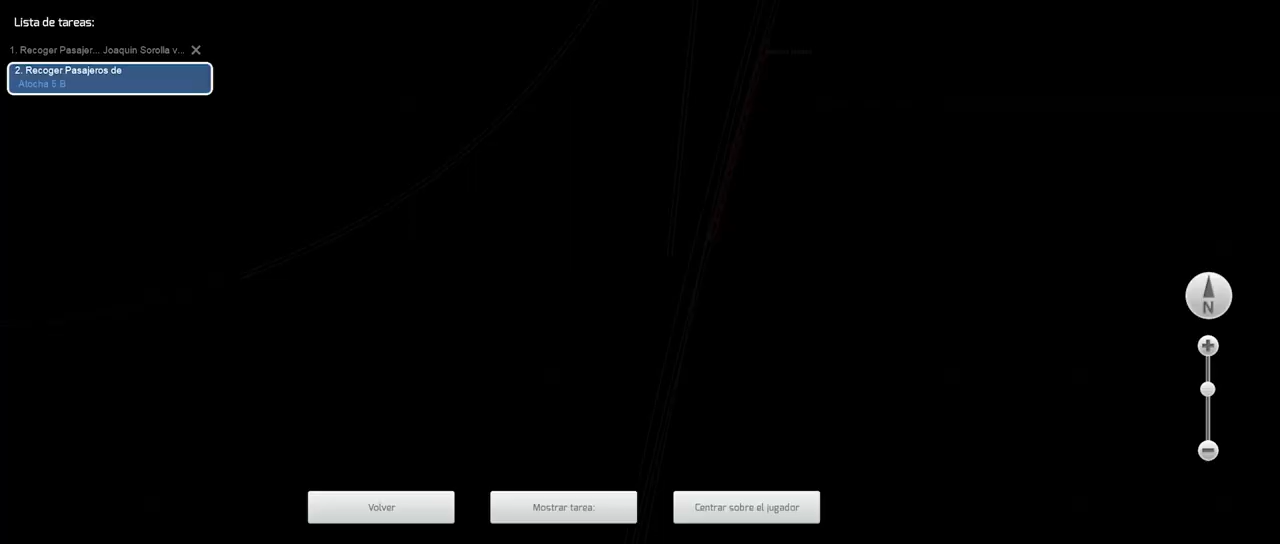 Lista de tareas:
1. Recoger Pasajer... Joaquin Sorolla v...
2. Recoger Pasajeros de
Atocha 5 B
N
Volver
Mostrar tarea:
Centrar sobre el jugador